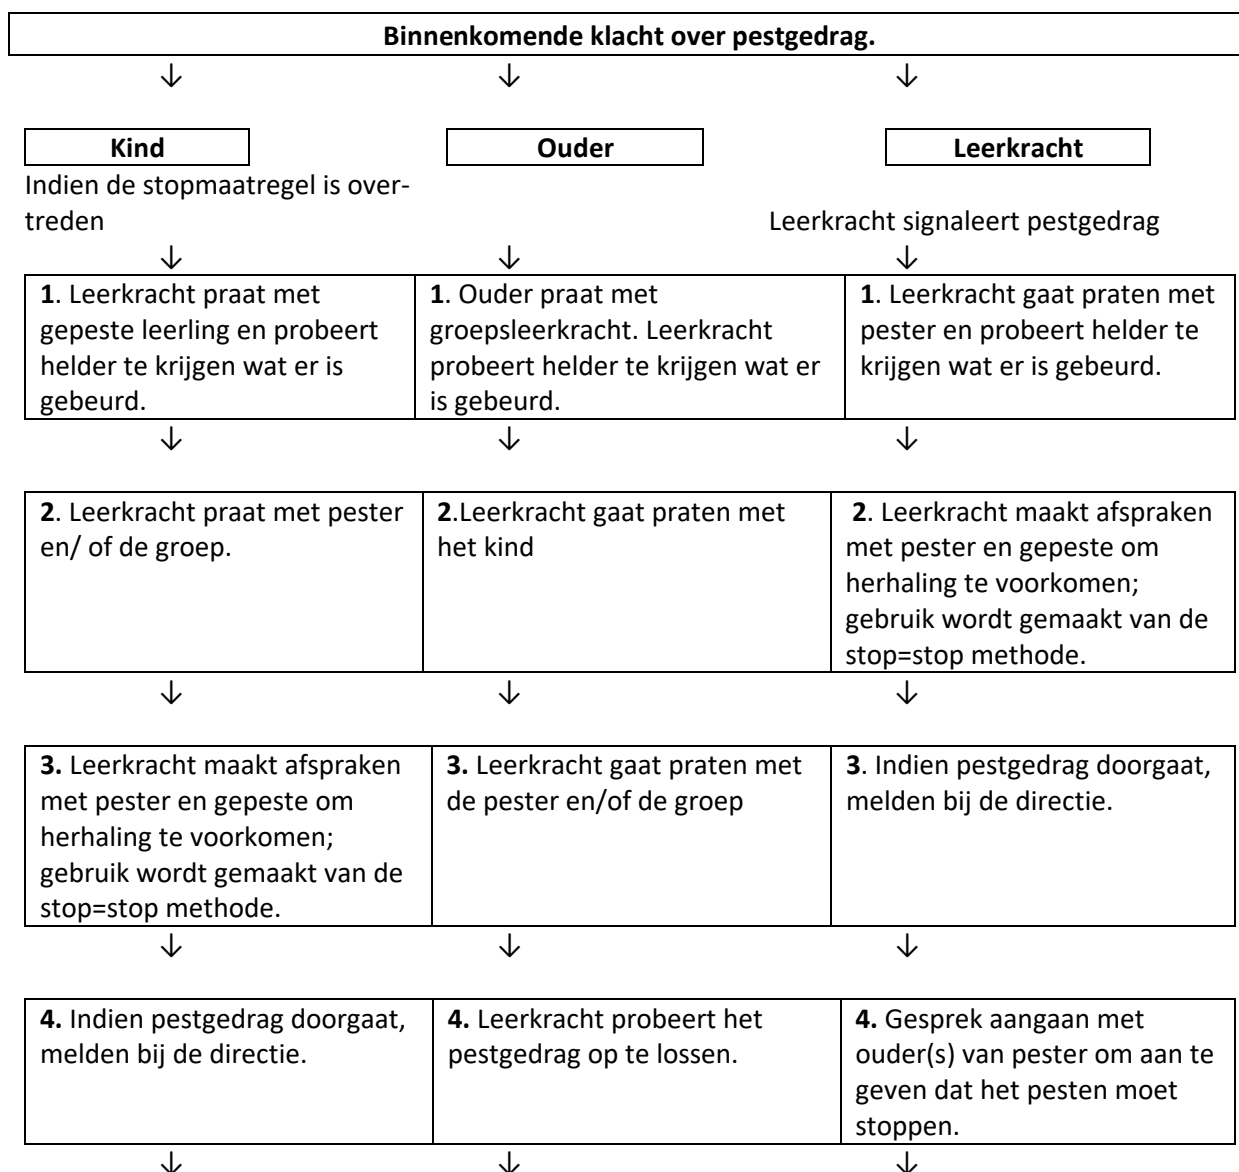 Binnenkomende klacht over pestgedrag.
↓ ↓ ↓
Kind Ouder Leerkracht
Indien de stopmaatregel is over-
treden
Leerkracht signaleert pestgedrag
↓ ↓ ↓
1. Leerkracht praat met
gepeste leerling en probeert
helder te krijgen wat er is
gebeurd.
1. Ouder praat met
groepsleerkracht. Leerkracht
probeert helder te krijgen wat er
is gebeurd.
1. Leerkracht gaat praten met
pester en probeert helder te
krijgen wat er is gebeurd.
↓ ↓ ↓
2. Leerkracht praat met pester
en/ of de groep.
2.Leerkracht gaat praten met
het kind
2. Leerkracht maakt afspraken
met pester en gepeste om
herhaling te voorkomen;
gebruik wordt gemaakt van de
stop=stop methode.
↓ ↓ ↓
3. Leerkracht maakt afspraken
met pester en gepeste om
herhaling te voorkomen;
gebruik wordt gemaakt van de
stop=stop methode.
3. Leerkracht gaat praten met
de pester en/of de groep
3. Indien pestgedrag doorgaat,
melden bij de directie.
↓ ↓ ↓
4. Indien pestgedrag doorgaat,
melden bij de directie.
4. Leerkracht probeert het
pestgedrag op te lossen.
4. Gesprek aangaan met
ouder(s) van pester om aan te
geven dat het pesten moet
stoppen.
↓ ↓ ↓